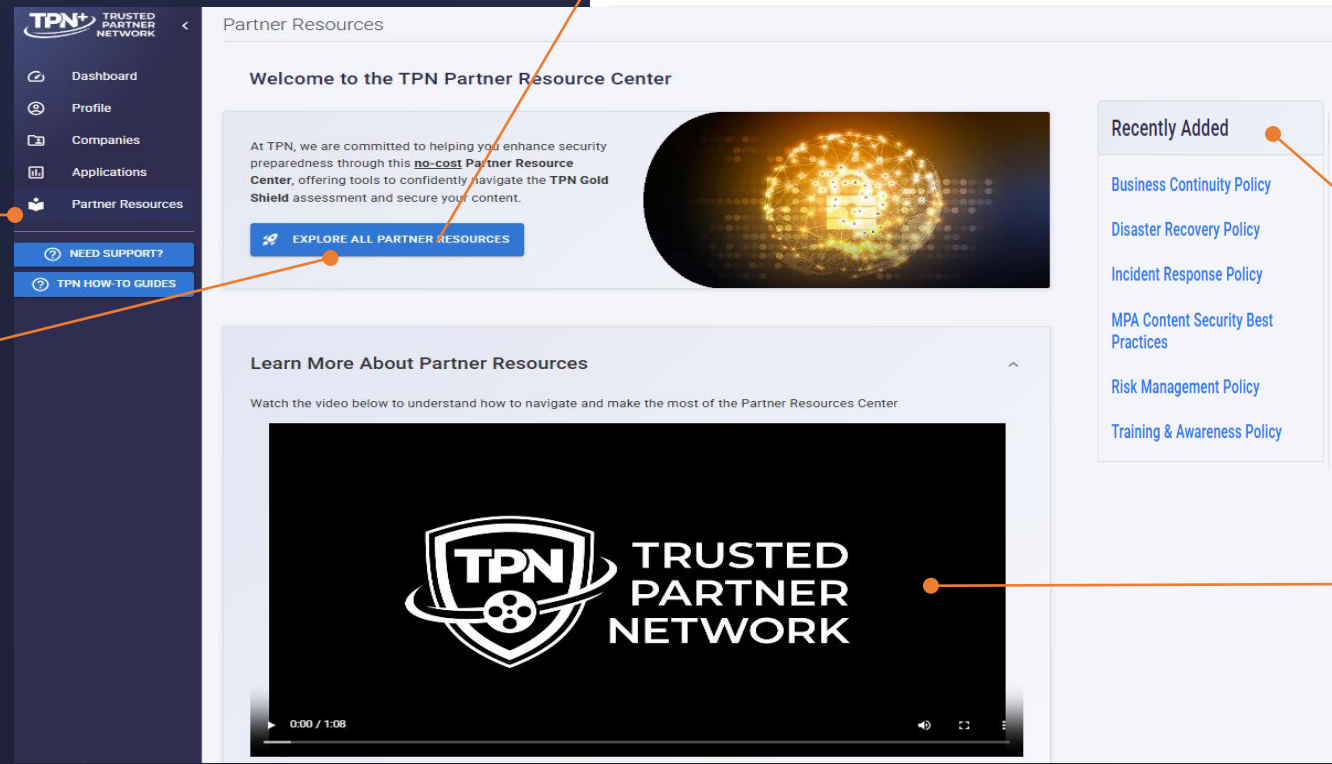 TPN+ TRUSTED
PARTNER
NETWORK
Dashboard
Profile
Companies
Applications
Partner Resources
NEED SUPPORT?
TPN HOW-TO GUIDES
Partner Resources
Welcome to the TPN Partner Resource Center
At TPN, we are committed to helping you enhance security
preparedness through this no-cost Partner Resource
Center, offering tools to confidently navigate the TPN Gold
Shield assessment and secure your content.
EXPLORE ALL PARTNER RESOURCES
Learn More About Partner Resources
Watch the video below to understand how to navigate and make the most of the Partner Resources Center
TPN
TRUSTED
PARTNER
NETWORK
0:00 / 1:08
Recently Added
Business Continuity Policy
Disaster Recovery Policy
Incident Response Policy
MPA Content Security Best
Practices
Risk Management Policy
Training & Awareness Policy